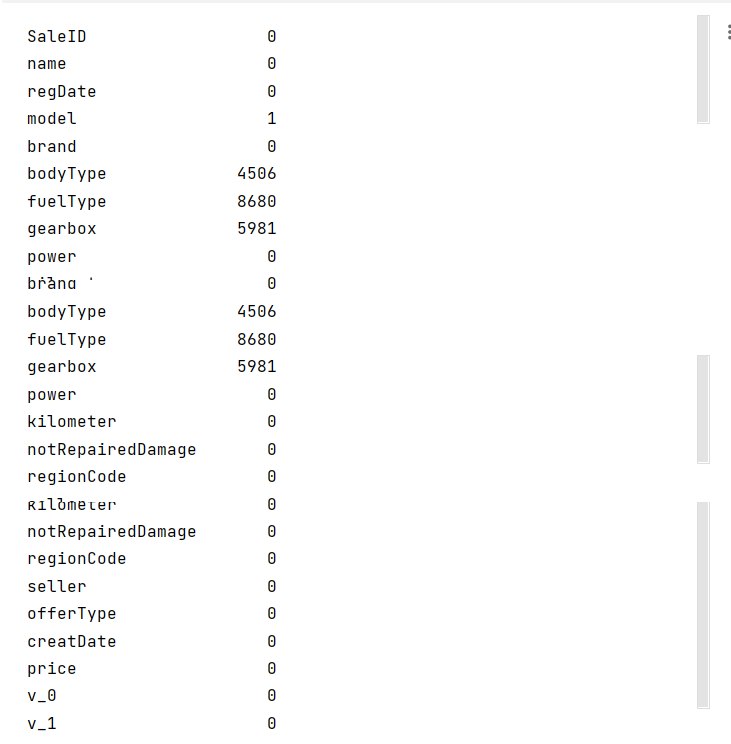 SaleID 0
name 0
regDate 0
model 1
brand 0
bodyType 4506
fuelType 8680
gearbox 5981
power 0
brand 0
bodyType 4506
fuelType 8680
gearbox 5981
power 0
kilometer 0
notRepairedDamage 0
regionCode 0
kilometer 0
notRepairedDamage 0
regionCode 0
seller 0
offerType 0
creatDate 0
price 0
v_0 0
v_1 0